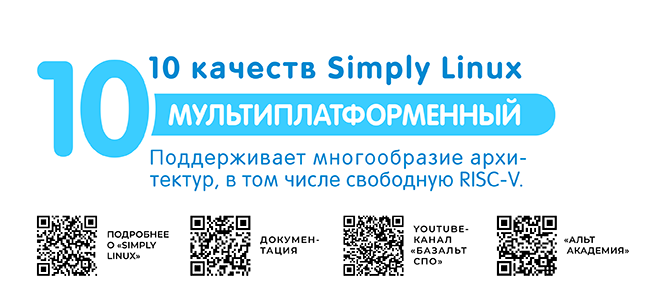 10
10 качеств Simply Linux
МУЛЬТИПЛАТФОРМЕННЫЙ
Поддерживает многообразие архи-
тектур, в том числе свободную RISC-V.
ПОДРОБНЕЕ
О «SIMPLY
LINUX»
ДОКУМЕН-
ТАЦИЯ
YOUTUBE-
КАНАЛ
«БАЗАЛЬТ
СПО»
«АЛЬТ
АКАДЕМИЯ»